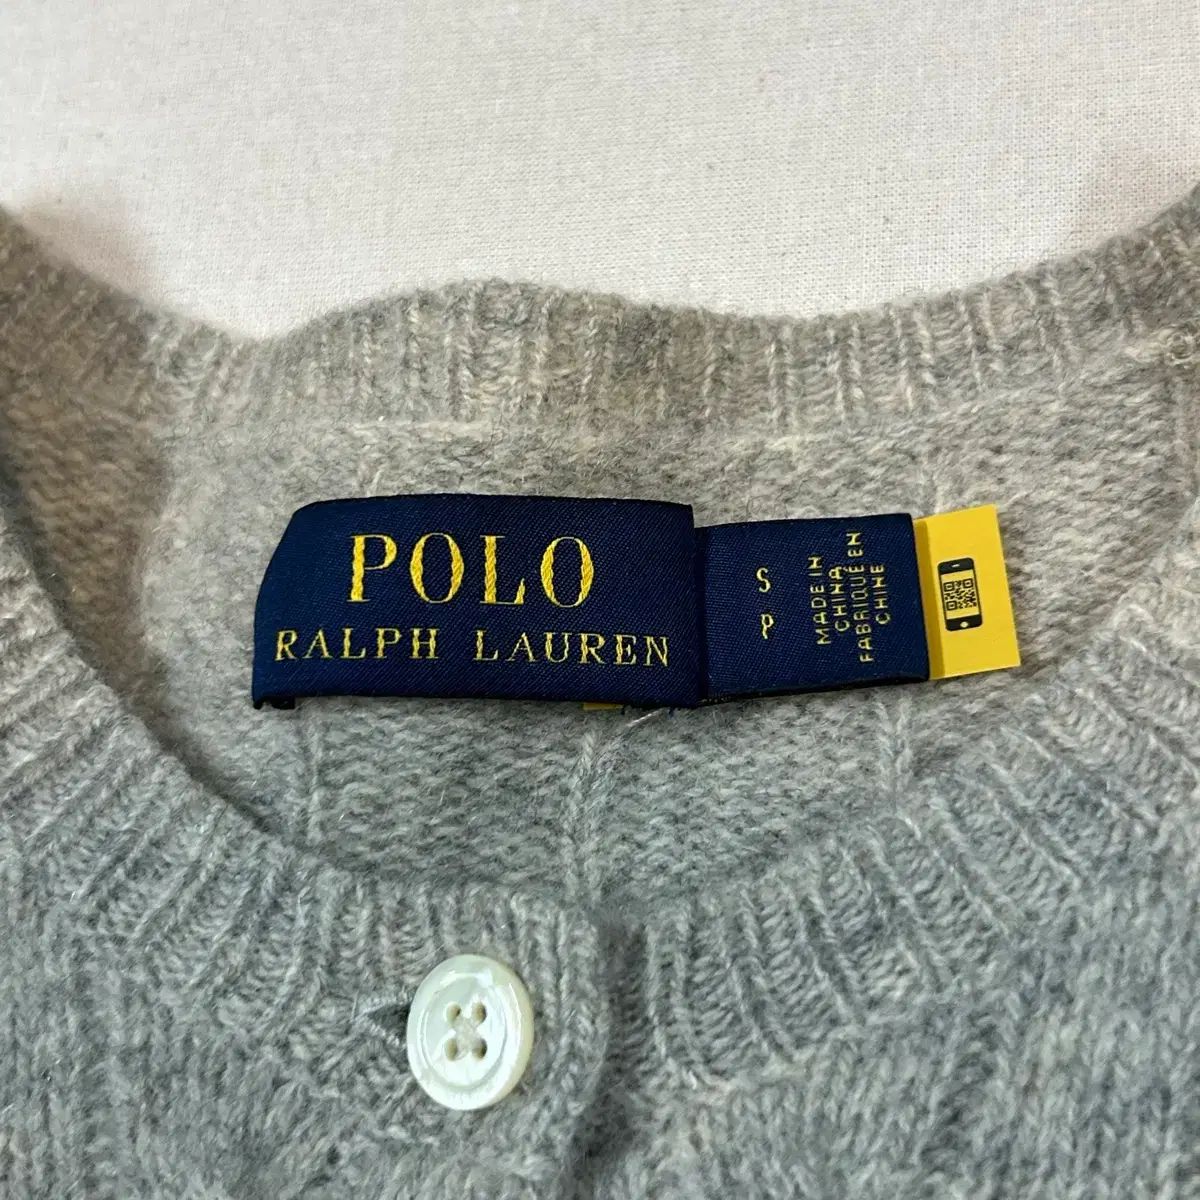 POLO
RALPH LAUREN
S
P
MADE IN
CHINA
FABRIQUÉ EN
CHINE